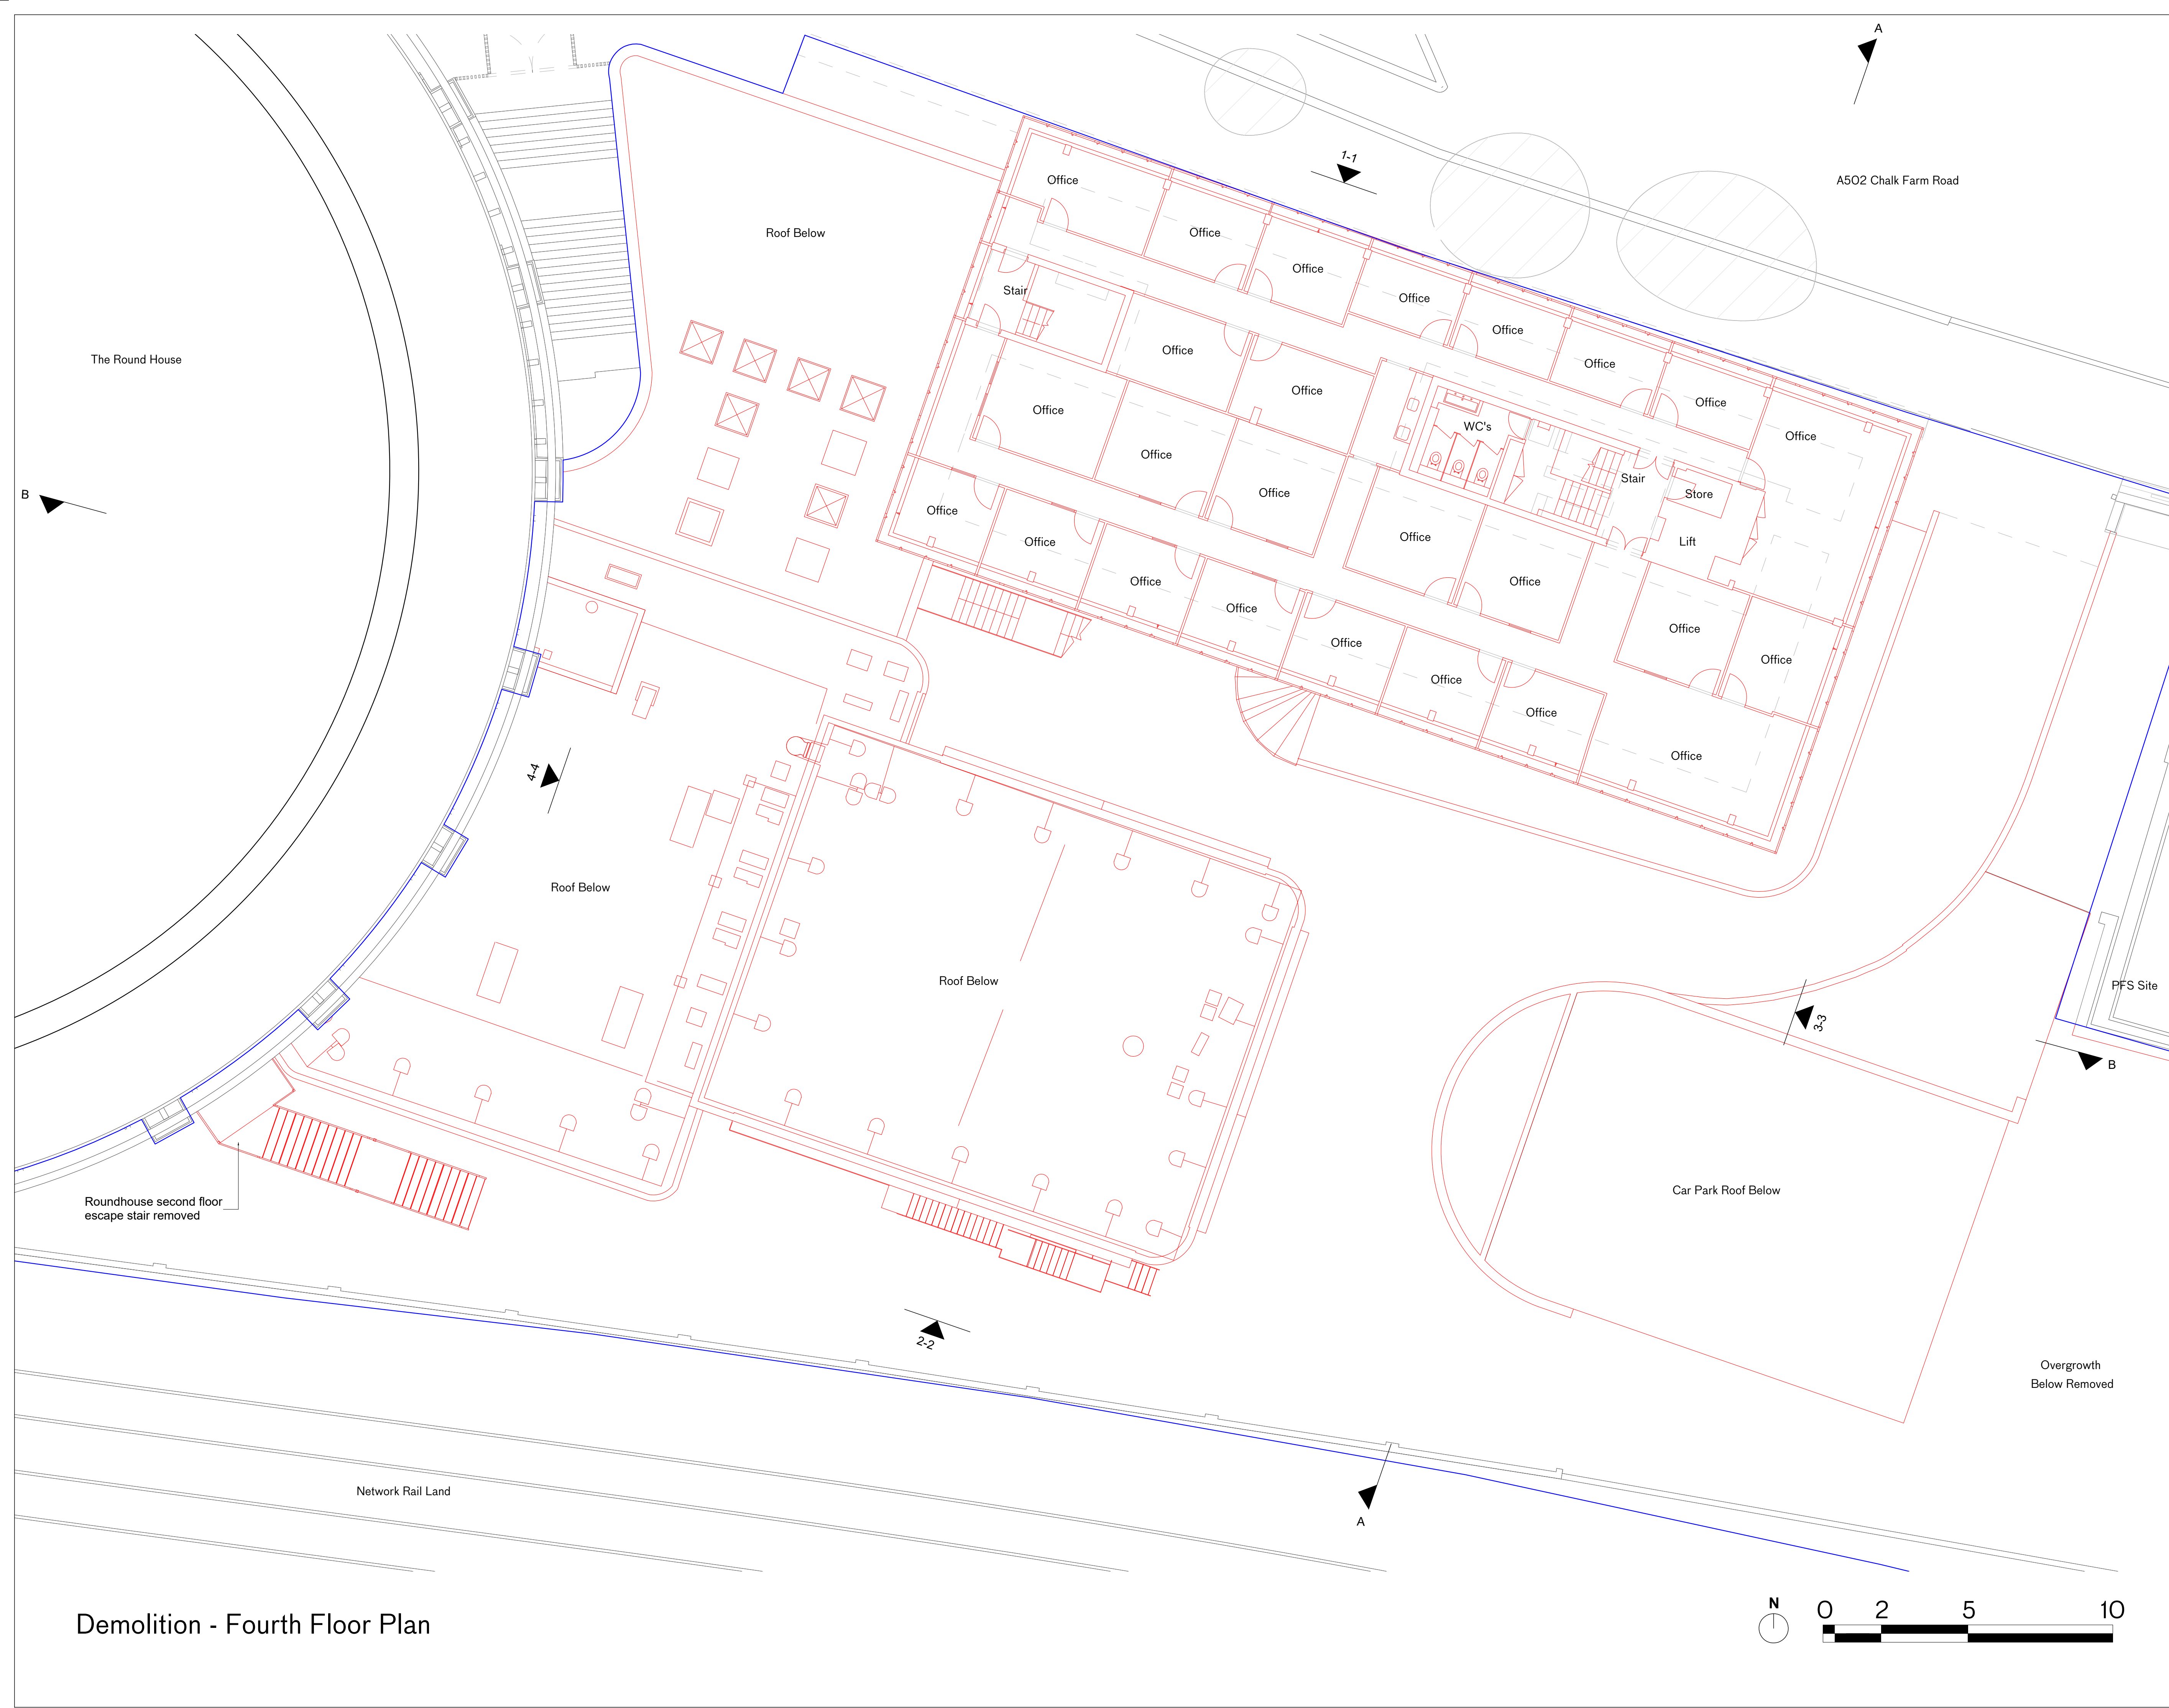 A
1-1
A502 Chalk Farm Road
Office
Roof Below
Office
Office
Stair
Office
Office
The Round House
Office
Office
Office
Office
Office
Office
WC's
Office
Office
Stair
Office
Store
B
Office
Office
Lift
Office
Office
Office
Office
Office
Office
Office
Office
Office
Office
Office
4-4
Roof Below
Roof Below
PFS Site
3-3
B
Car Park Roof Below
Roundhouse second floor
escape stair removed
2-2
Overgrowth
Below Removed
Network Rail Land
A
Demolition - Fourth Floor Plan
N
0 2 5 10